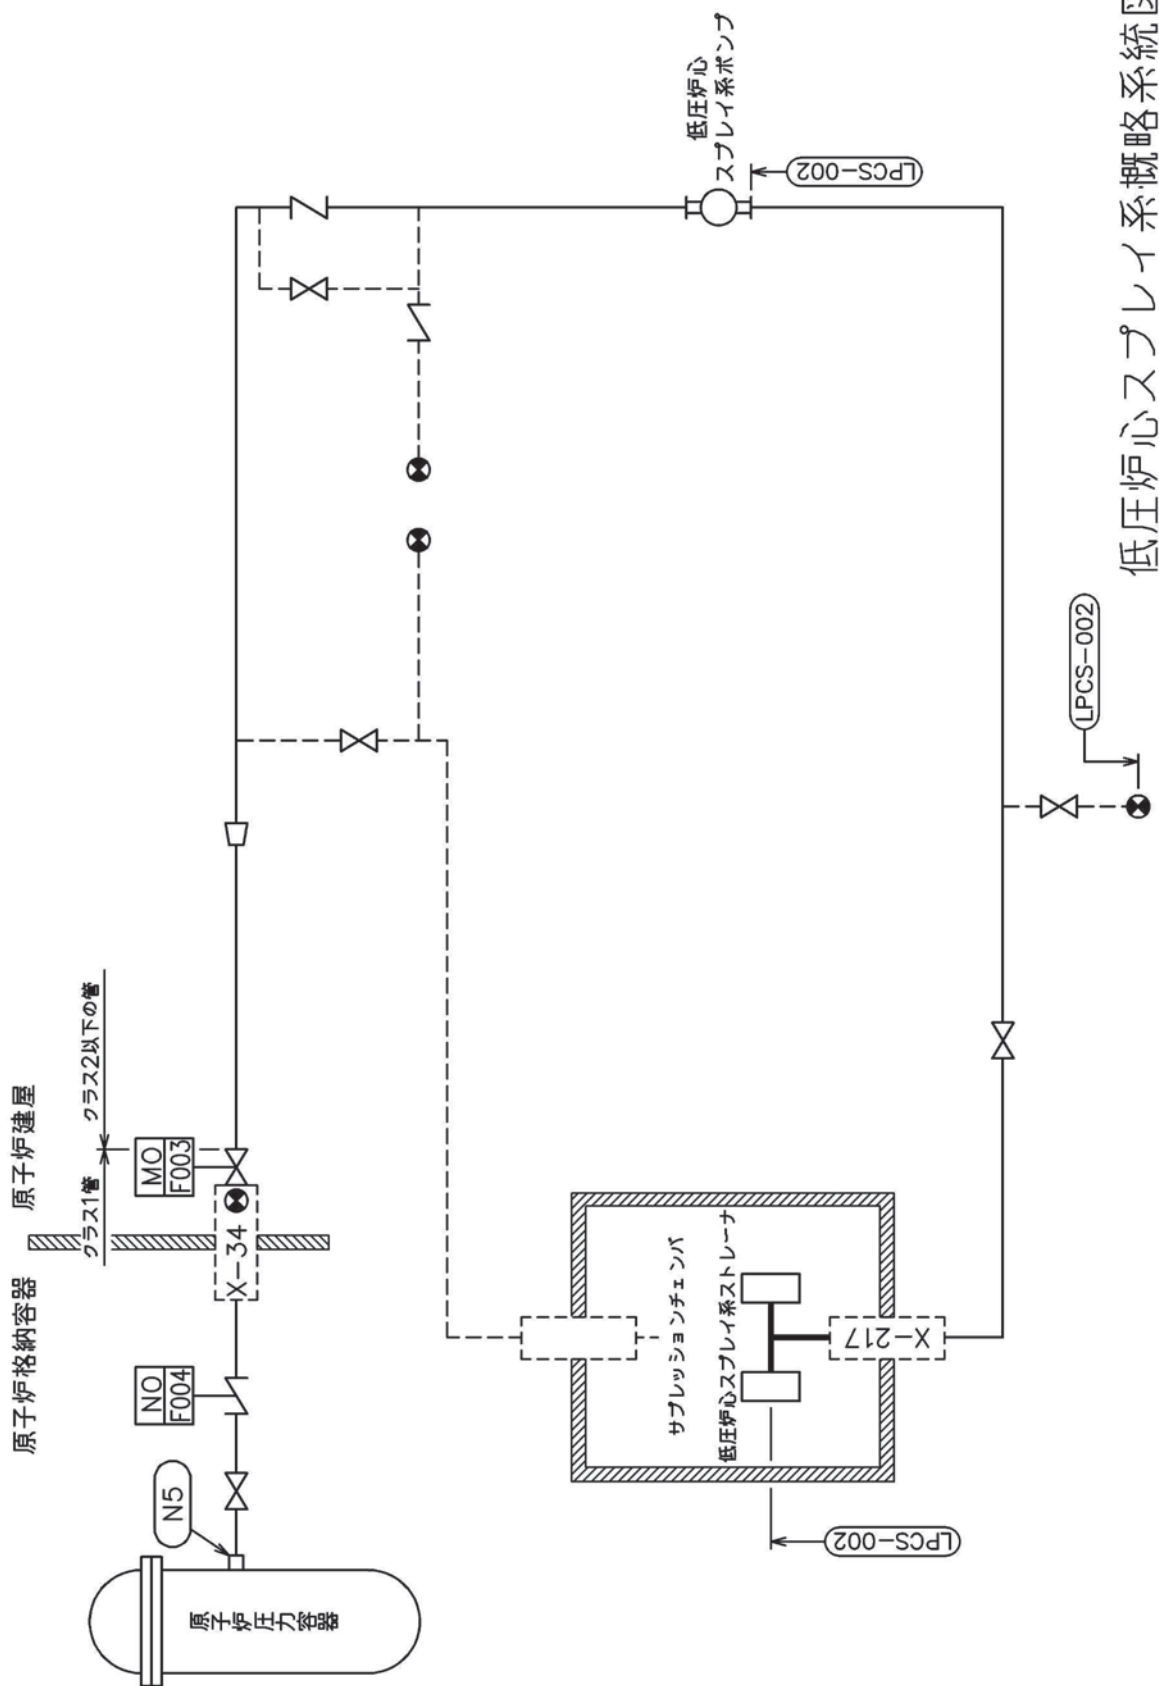 原子炉格納容器
原子炉建屋
クラス1管
クラス2以下の管
MO
F003
X-34
NO
F004
N5
原子炉圧力容器
サプレッションチェンバ
低圧炉心スプレイ系ストレーナ
X-217
LPCS-002
LPCS-002
低圧炉心
スプレイ系ポンプ
LPCS-002
低圧炉心スプレイ系概略系統図